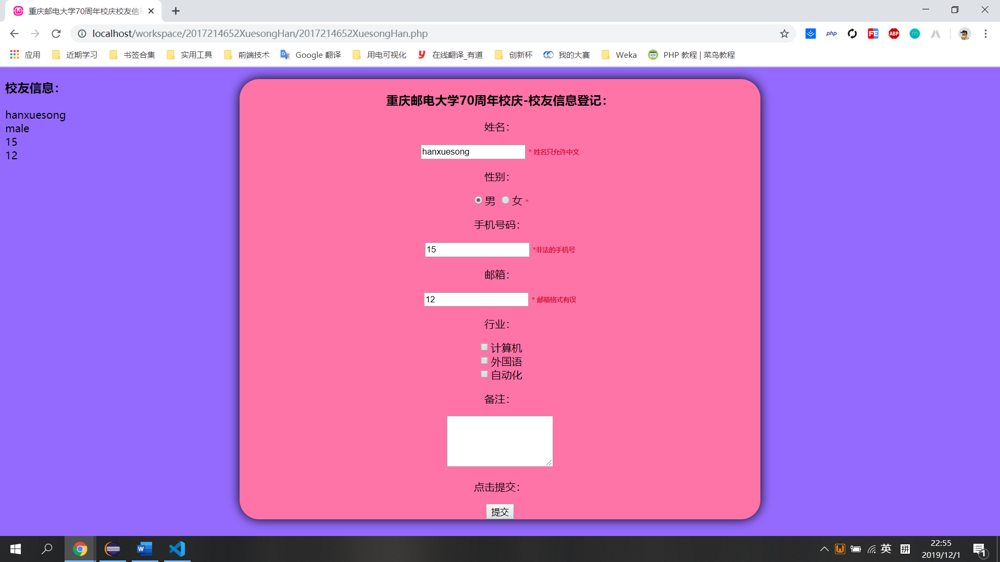 重庆邮电大学70周年校庆校友信息
localhost/workspace/2017214652XuesongHan/2017214652XuesongHan.php
php
FE
ABP
m
应用
近期学习
书签合集
实用工具
前端技术
Google 翻译
用电可视化
在线翻译_有道
创新杯
我的大赛
Weka
PHP 教程 | 菜鸟教程
校友信息：
hanxuesong
male
15
12
重庆邮电大学70周年校庆-校友信息登记：
姓名：
hanxuesong * 姓名只允许中文
性别：
男 女 *
手机号码：
15 *非法的手机号
邮箱：
12 * 邮箱格式有误
行业：
计算机
外国语
自动化
备注：
点击提交：
提交
英
拼
22:55
2019/12/1
1